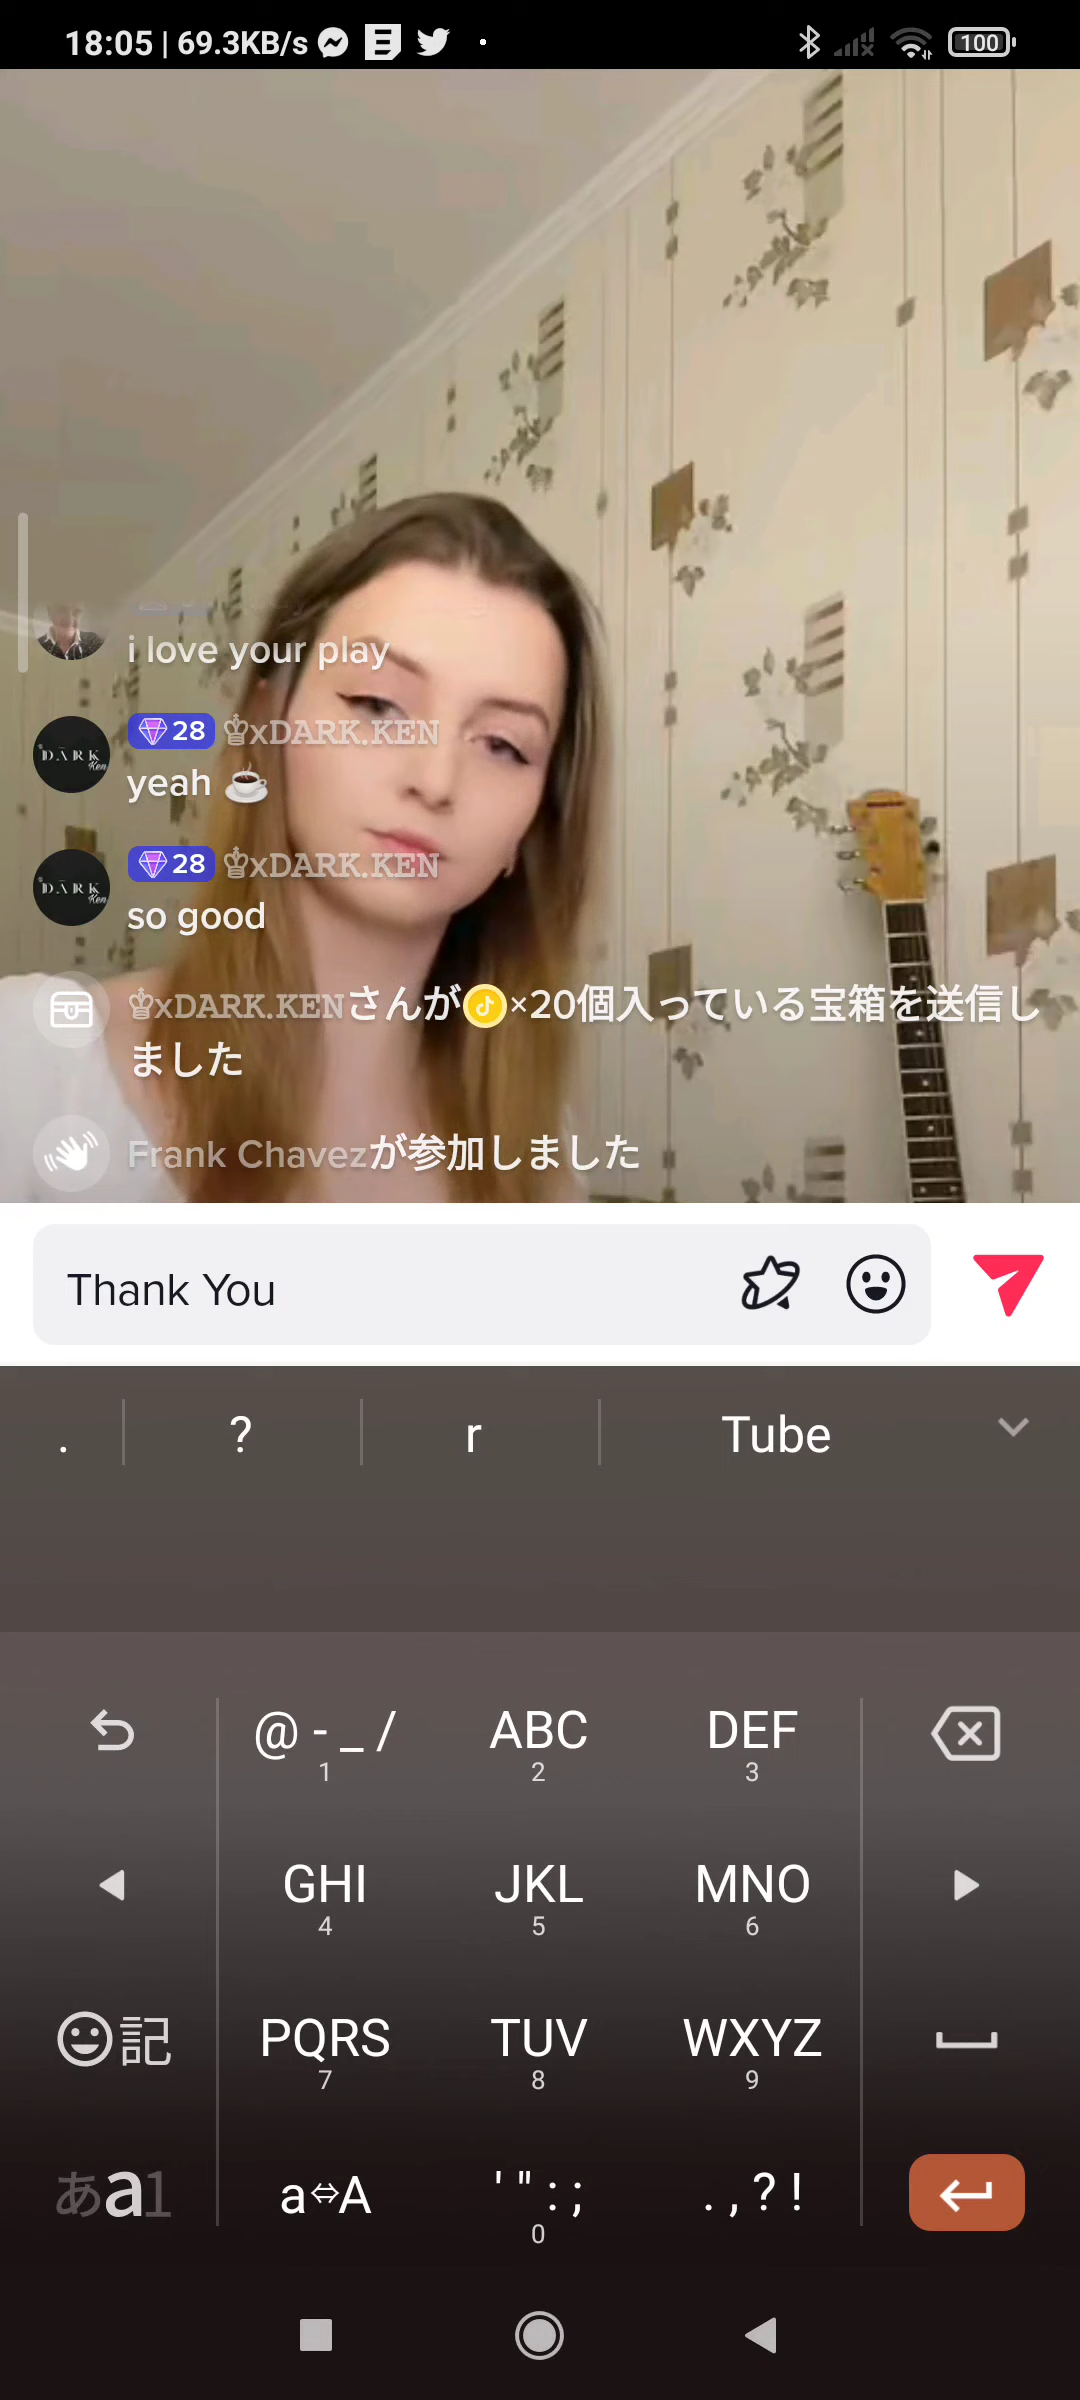 18:05 | 69.3KB/s
100
i love your play
28 ♔xDARK.KEN
yeah ☕
DARK
Ken
28 ♔xDARK.KEN
so good
DARK
Ken
♔xDARK.KENさんが×20個入っている宝箱を送信し
ました
Frank Chavezが参加しました
Thank You
. ? r Tube
@ - _ / ABC DEF
1 2 3
GHI JKL MNO
4 5 6
記 PQRS TUV WXYZ
7 8 9
あa1 a⇔A ' " : ; . , ? !
0